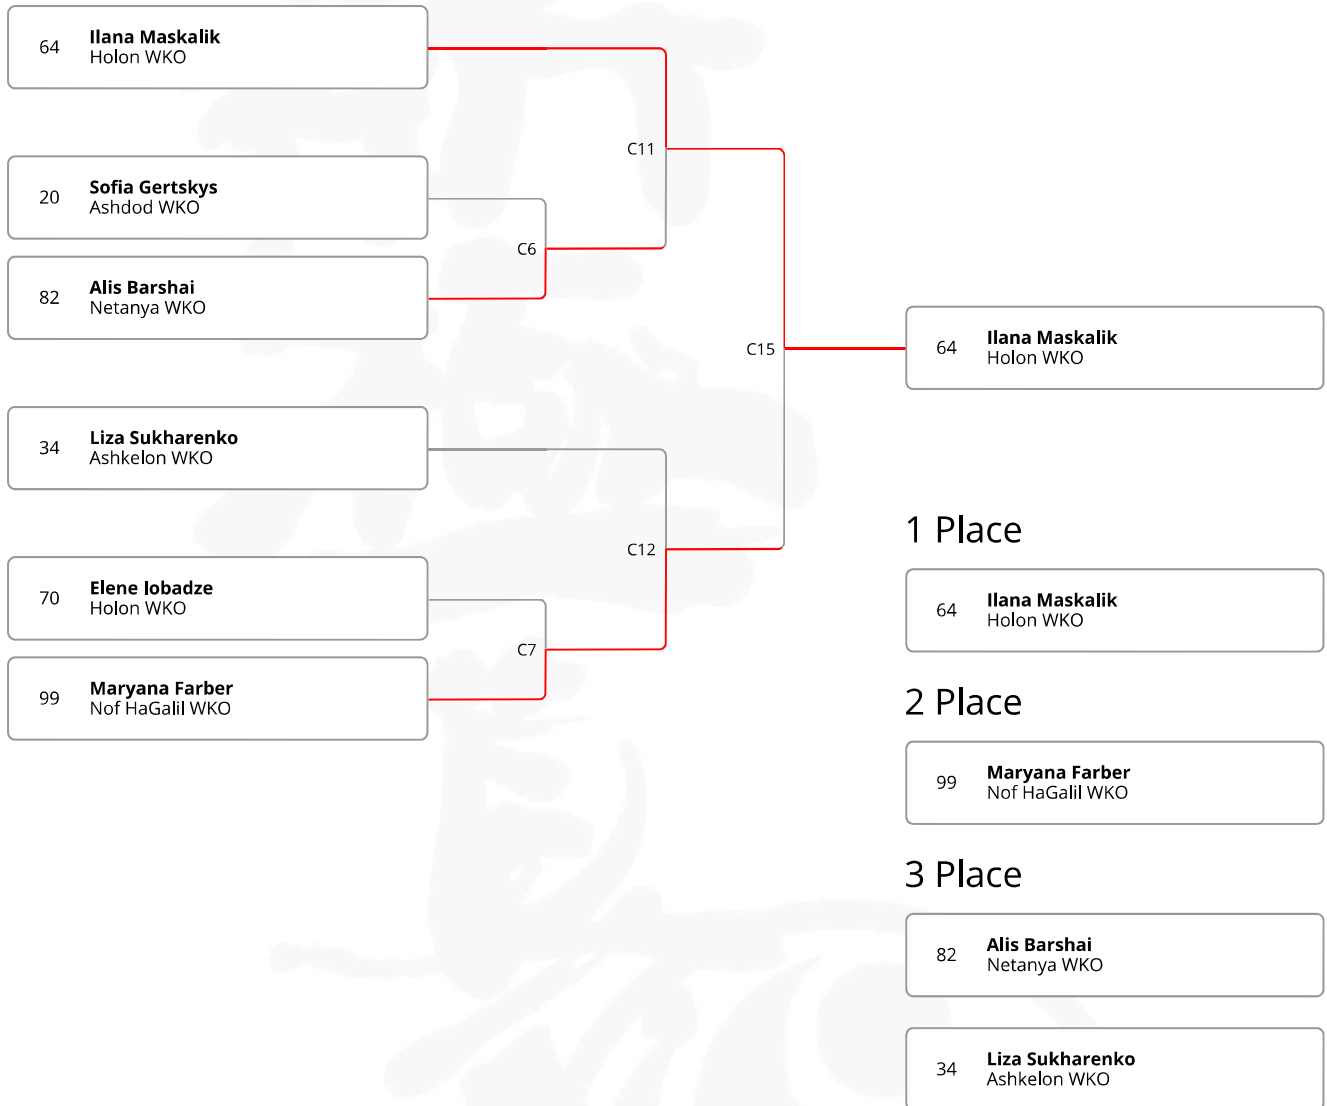 64
Ilana Maskalik
Holon WKO
20
Sofia Gertskys
Ashdod WKO
82
Alis Barshai
Netanya WKO
34
Liza Sukharenko
Ashkelon WKO
70
Elene Iobadze
Holon WKO
99
Maryana Farber
Nof HaGalil WKO
C6
C7
C11
C12
C15
64
Ilana Maskalik
Holon WKO
1 Place
64
Ilana Maskalik
Holon WKO
2 Place
99
Maryana Farber
Nof HaGalil WKO
3 Place
82
Alis Barshai
Netanya WKO
34
Liza Sukharenko
Ashkelon WKO